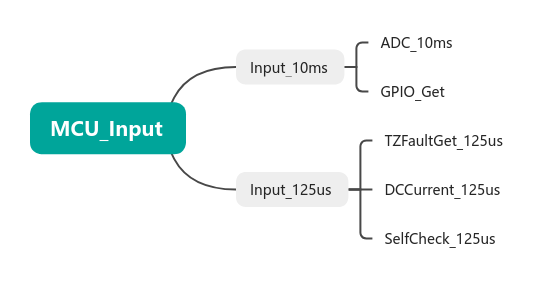 MCU_Input
Input_10ms
ADC_10ms
GPIO_Get
Input_125us
TZFaultGet_125us
DCCurrent_125us
SelfCheck_125us